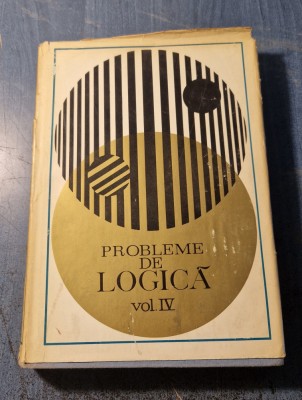 PROBLEME
DE
LOGICĂ
vol. IV.